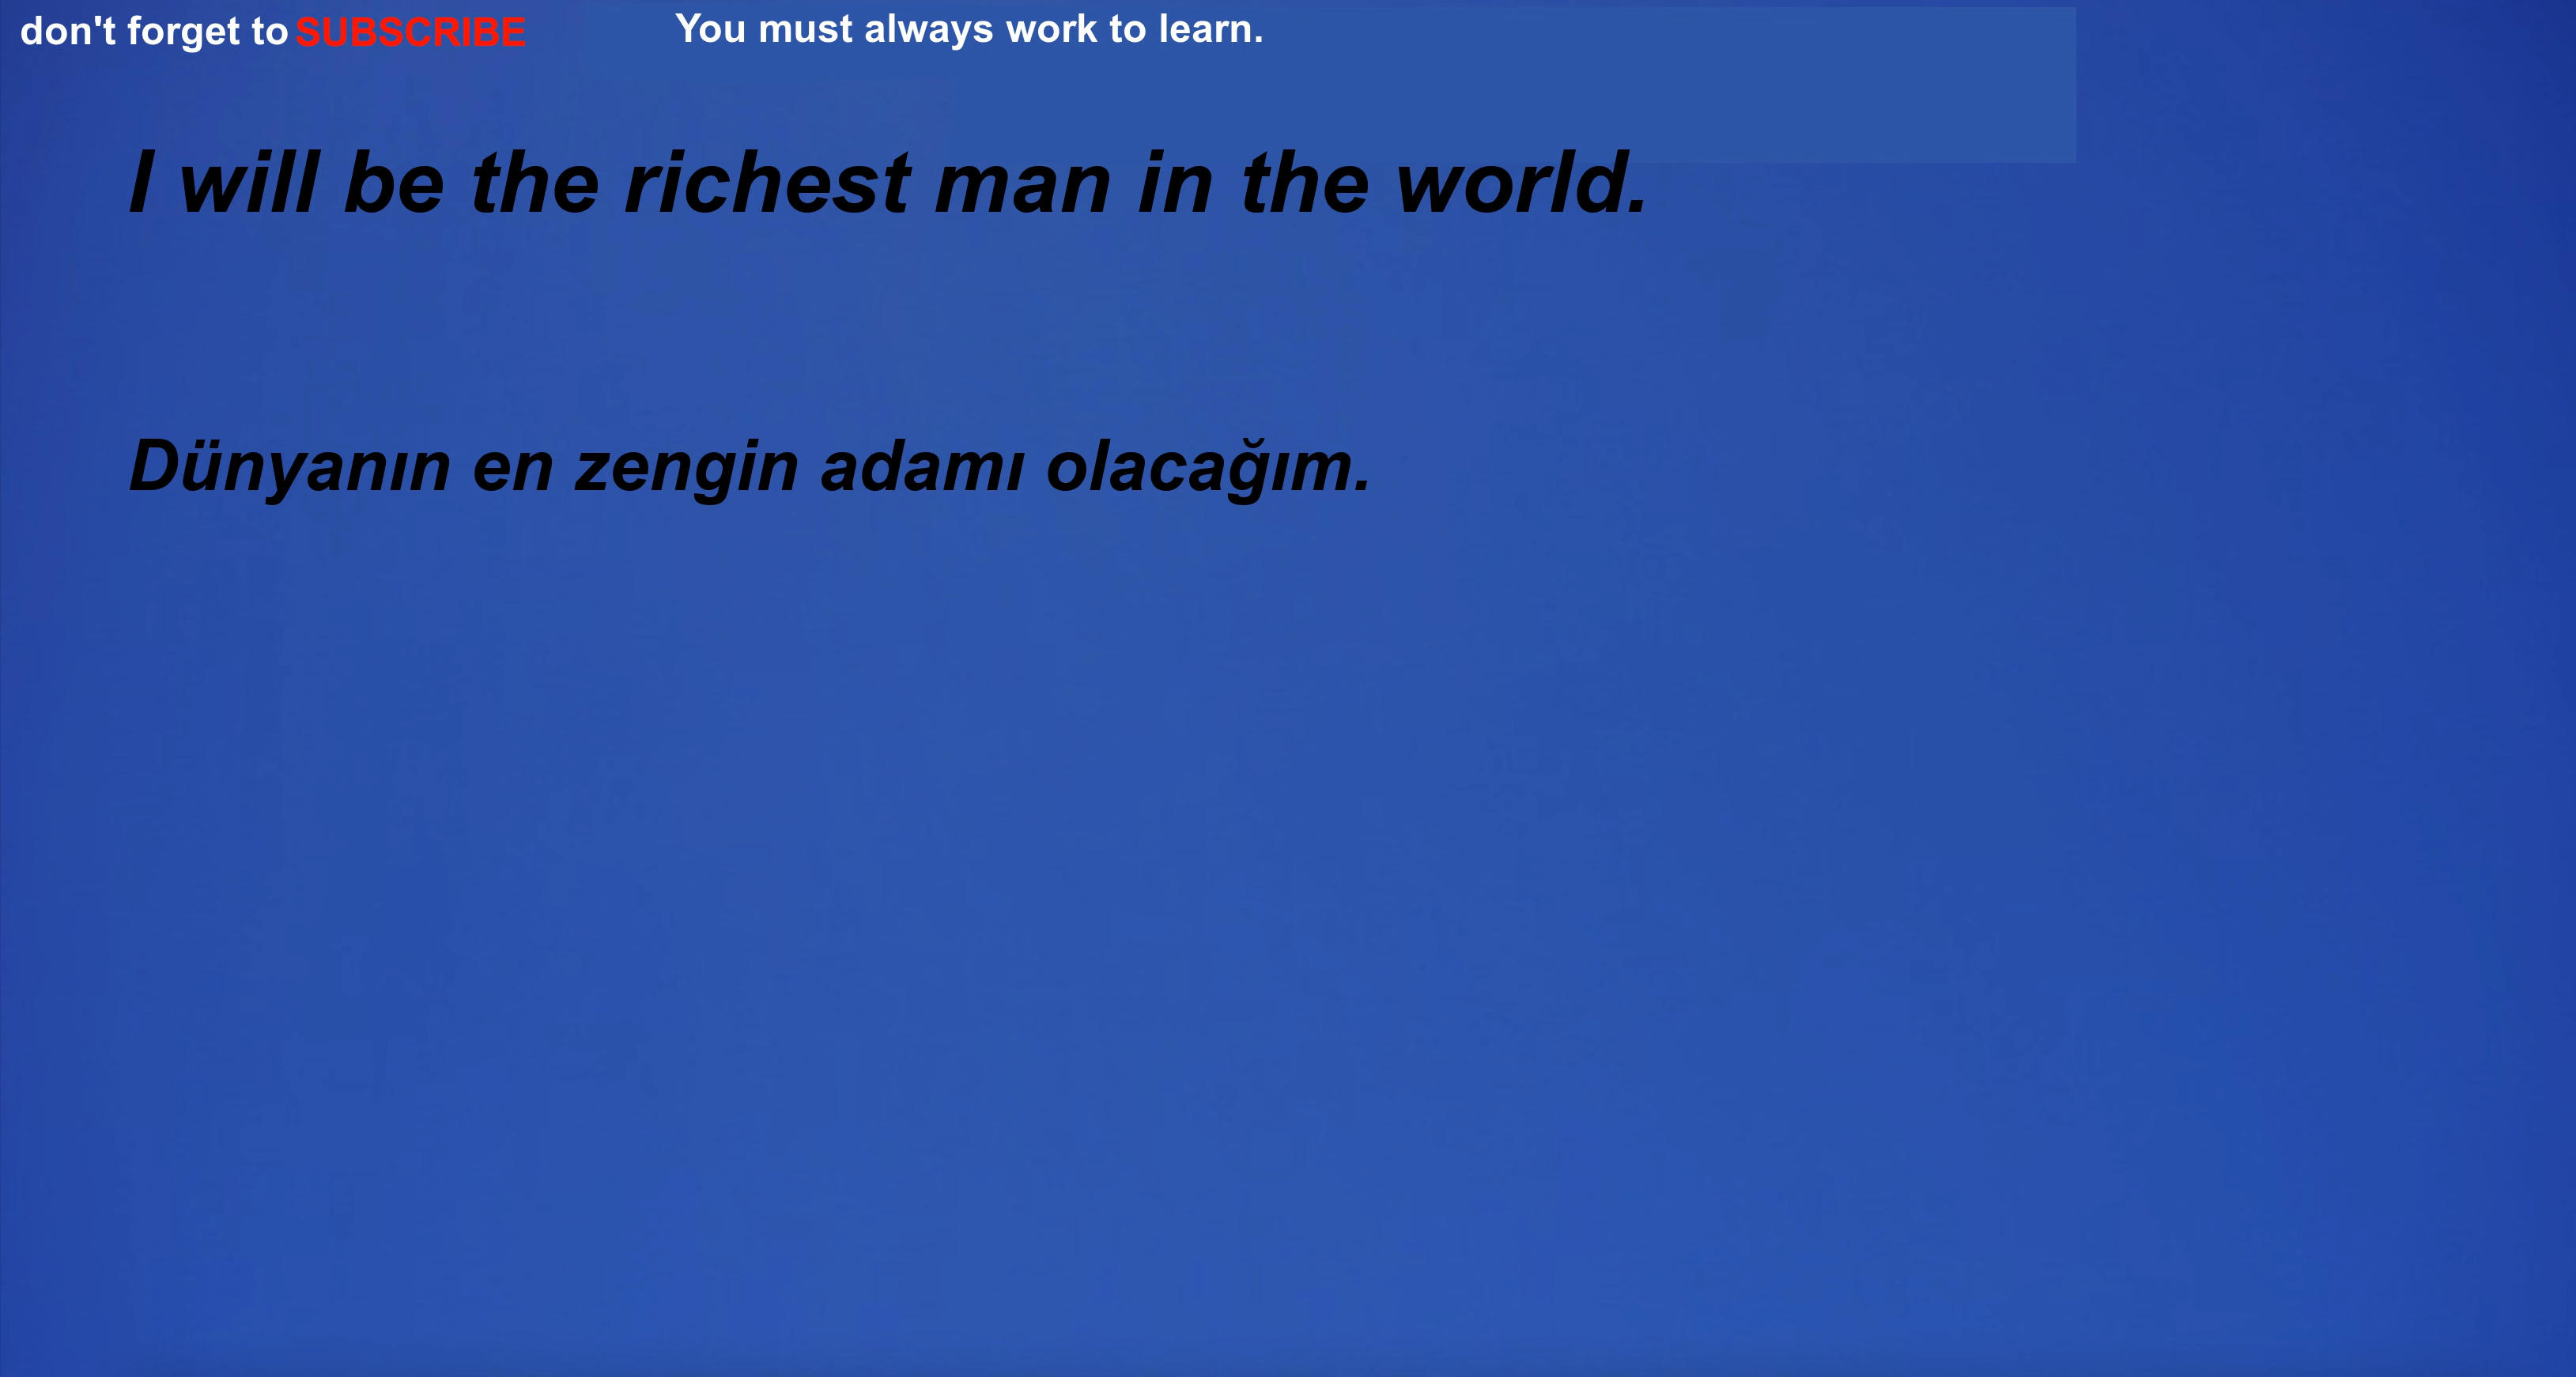 don't forget to SUBSCRIBE You must always work to learn.
I will be the richest man in the world.
Dünyanın en zengin adamı olacağım.